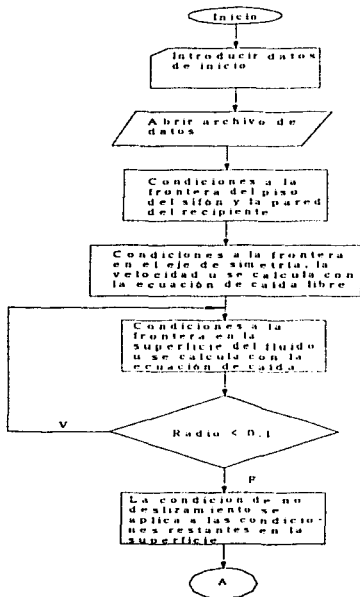 Inicio
Introducir datos
de inicio
Abrir archivo de
datos
Condiciones a la
frontera del piso
del sifón y la pared
del recipiente
Condiciones a la frontera
en el eje de simetría, la
velocidad u se calcula con
la ecuación de caída libre
Condiciones a la
frontera en la
superficie del fluido
u se calcula con la
ecuación de caída
Radio < 0.1
V
F
La condición de no
deslizamiento se
aplica a las condicio-
nes restantes en la
superficie
A